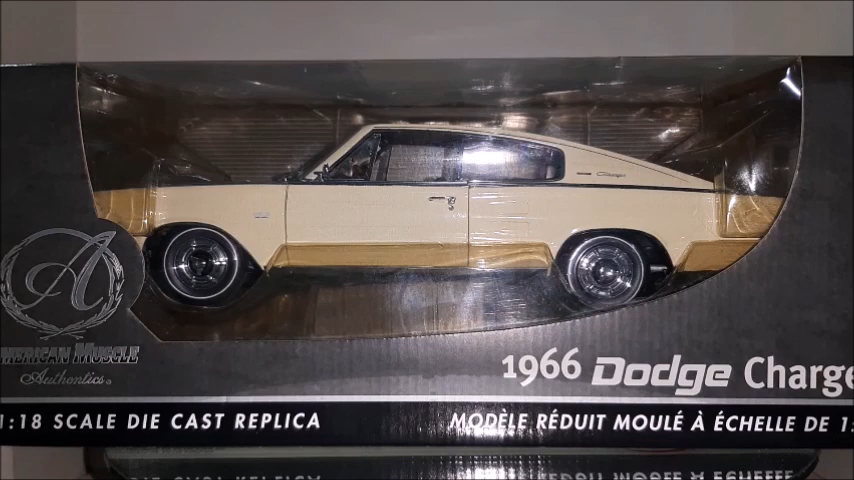 Charger
A
AMERICAN MUSCLE
Authentics
1966 Dodge Charge
1:18 SCALE DIE CAST REPLICA
MODÈLE RÉDUIT MOULÉ À ÉCHELLE DE 1: